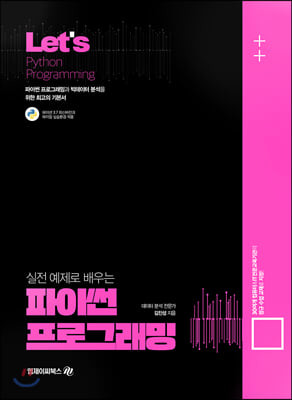 Let's
Python
Programming
파이썬 프로그래밍과 빅데이터 분석을
위한 최고의 기본서
실전 예제로 배우는
파이썬
프로그래밍
데이터 분석 전문가
김진성 지음